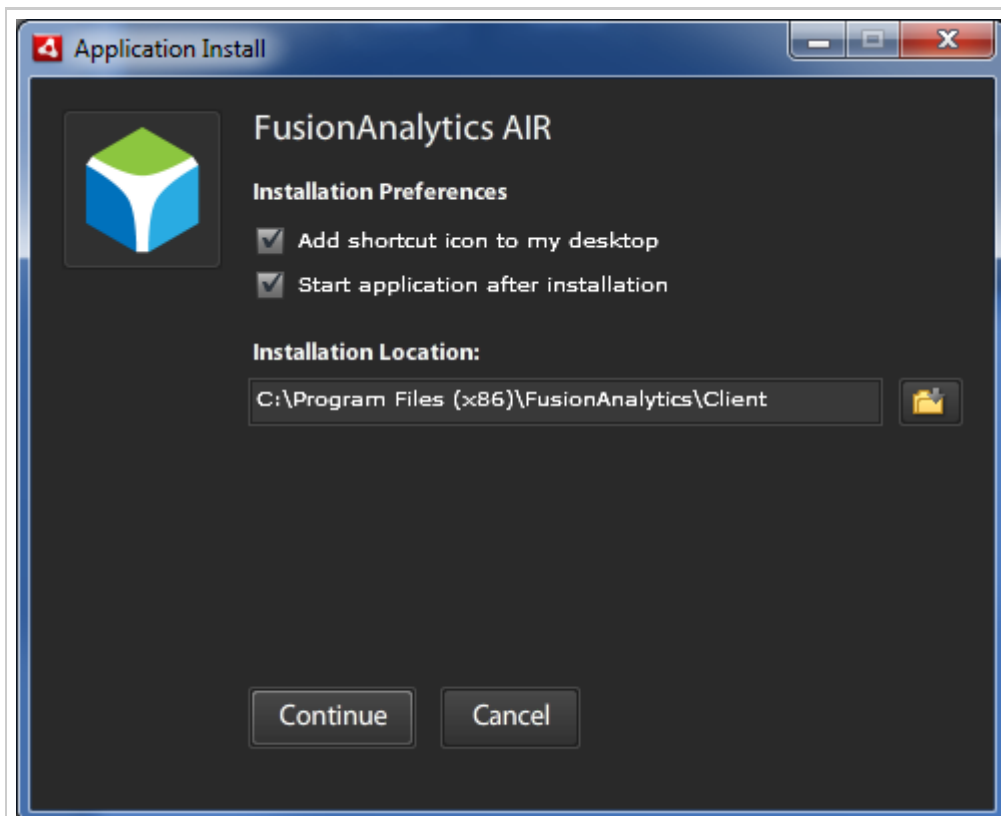 Application Install
FusionAnalytics AIR
Installation Preferences
Add shortcut icon to my desktop
Start application after installation
Installation Location:
C:\Program Files (x86)\FusionAnalytics\Client
Continue
Cancel